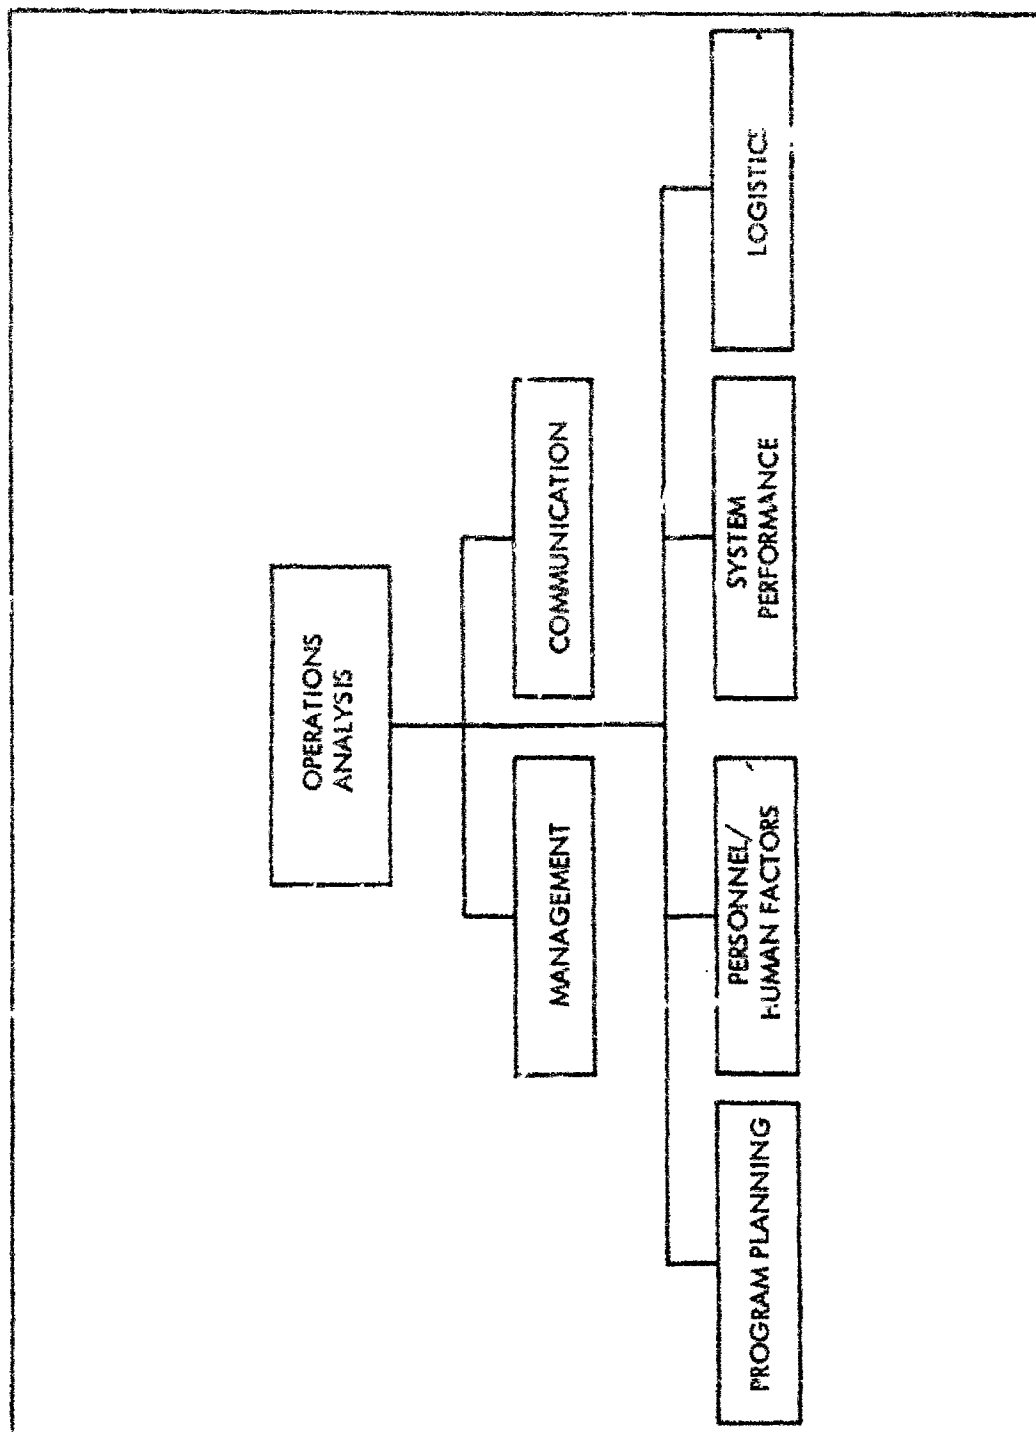 OPERATIONS
ANALYSIS
MANAGEMENT
COMMUNICATION
PROGRAM PLANNING
PERSONNEL/
HUMAN FACTORS
SYSTEM
PERFORMANCE
LOGISTICS